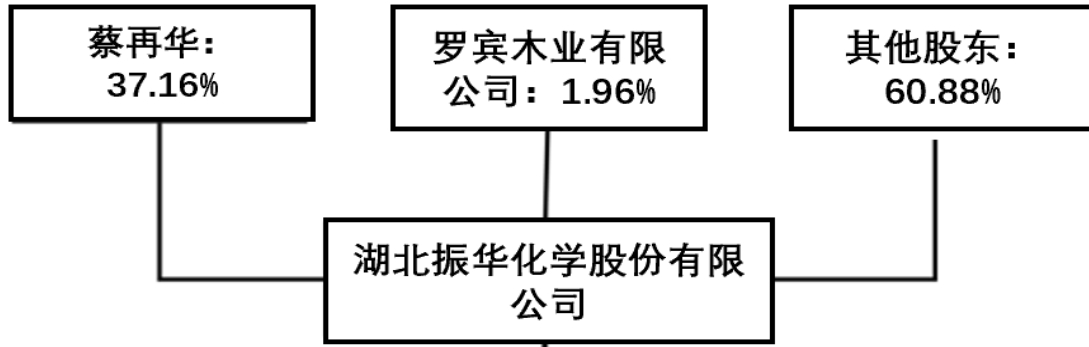 蔡再华：
37.16%
罗宾木业有限
公司：1.96%
其他股东：
60.88%
湖北振华化学股份有限
公司